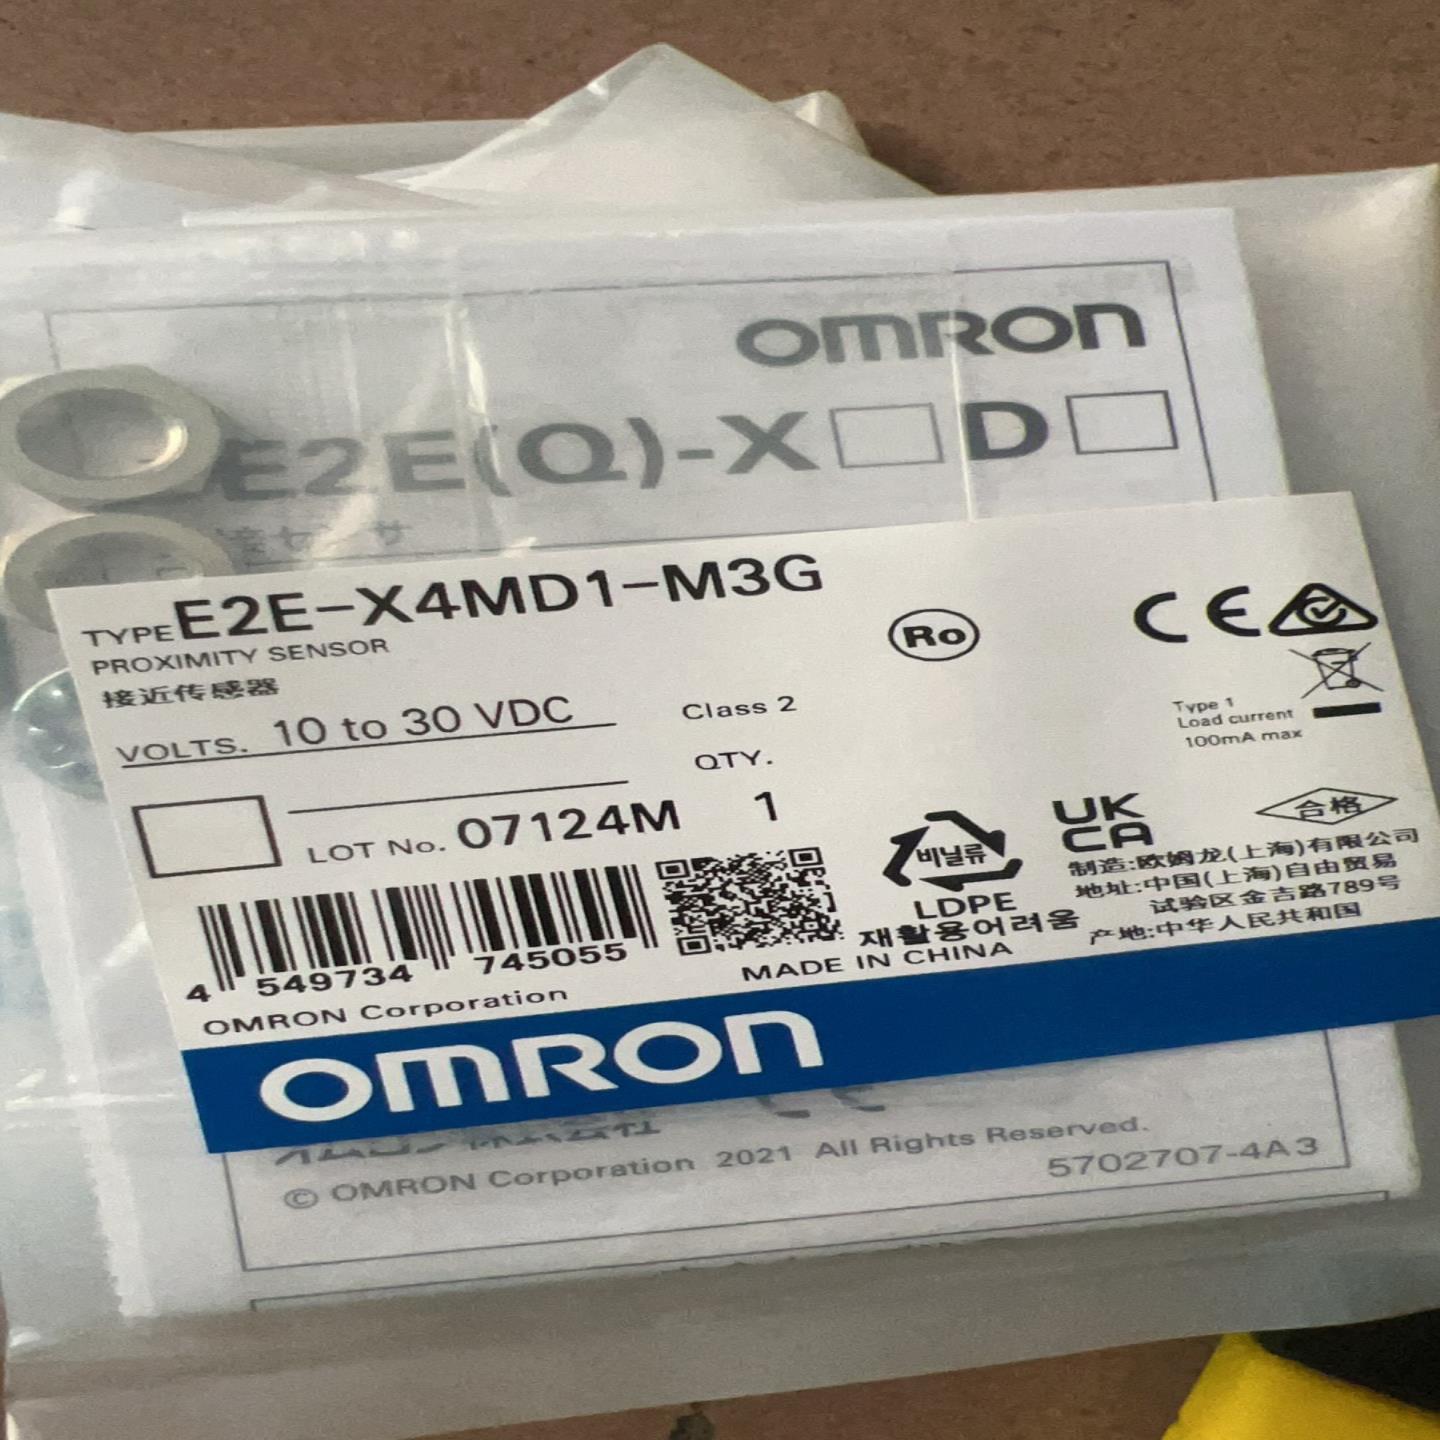 OMRON
E2E(Q)-X□D□
TYPE E2E-X4MD1-M3G
PROXIMITY SENSOR
接近传感器
VOLTS. 10 to 30 VDC
Class 2
QTY.
1
LOT No. 07124M
Ro
CE
Type 1
Load current
100mA max
비닐류
LDPE
재활용어려움
UK
CA
合格
制造:欧姆龙(上海)有限公司
地址:中国(上海)自由贸易
试验区金吉路789号
产地:中华人民共和国
4 549734 745055
MADE IN CHINA
OMRON Corporation
OMRON
© OMRON Corporation 2021 All Rights Reserved.
5702707-4A3